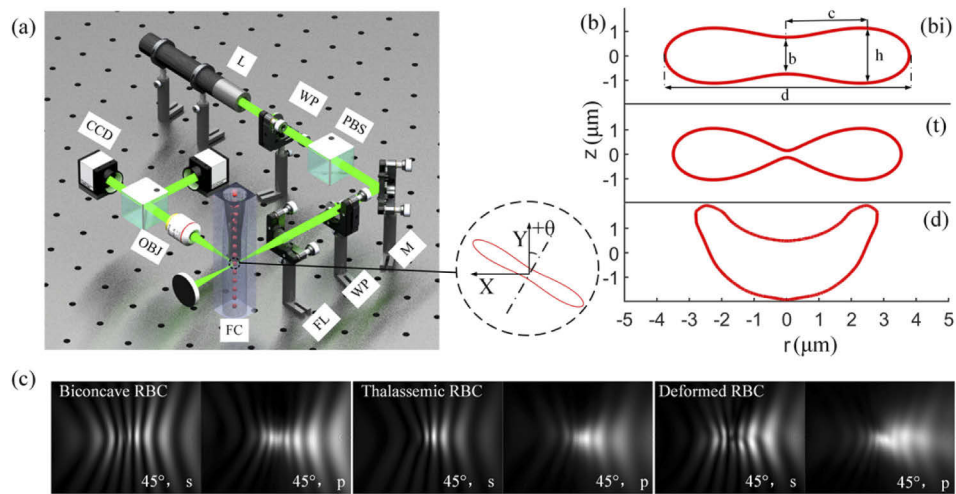 (a)
L
WP
PBS
CCD
OBJ
M
WP
FL
FC
Y
+θ
X
(b)
(bi)
c
b
h
d
1
0
-1
(t)
1
0
-1
z (μm)
(d)
1
0
-1
-5 -4 -3 -2 -1 0 1 2 3 4 5
r (μm)
(c)
Biconcave RBC
45°, s
45°, p
Thalassemic RBC
45°, s
45°, p
Deformed RBC
45°, s
45°, p